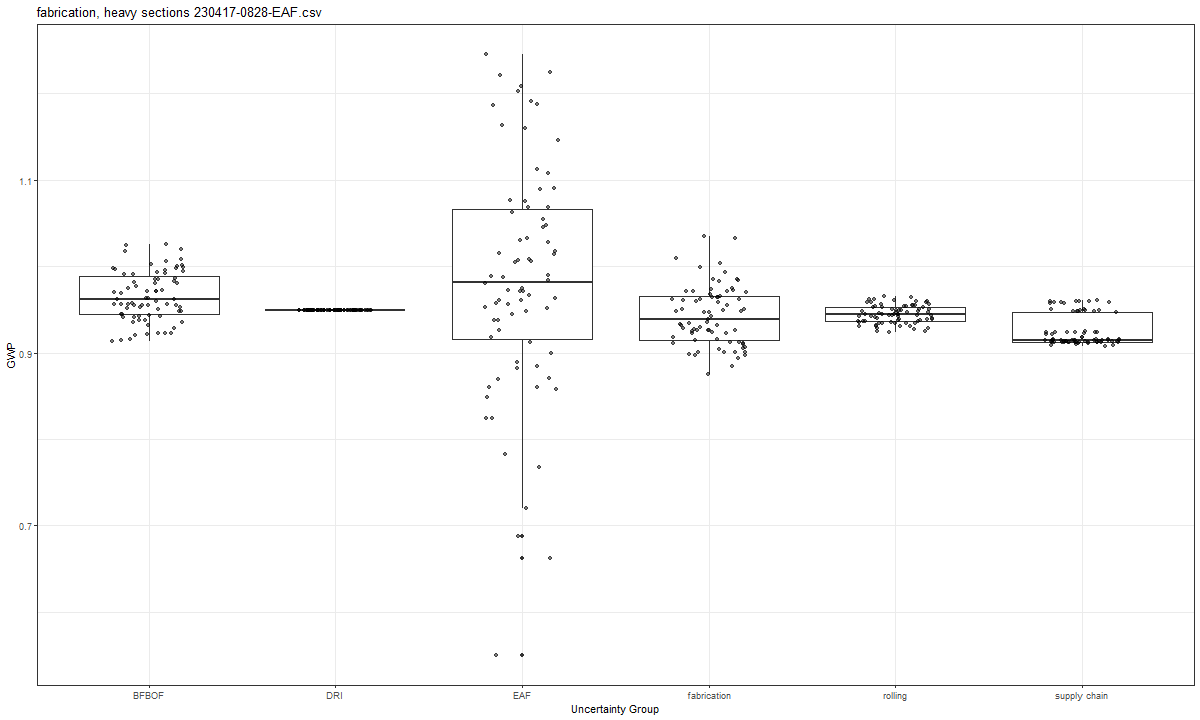 fabrication, heavy sections 230417-0828-EAF.csv
1.1
0.9
0.7
GWP
BFBOF
DRI
EAF
fabrication
rolling
supply chain
Uncertainty Group